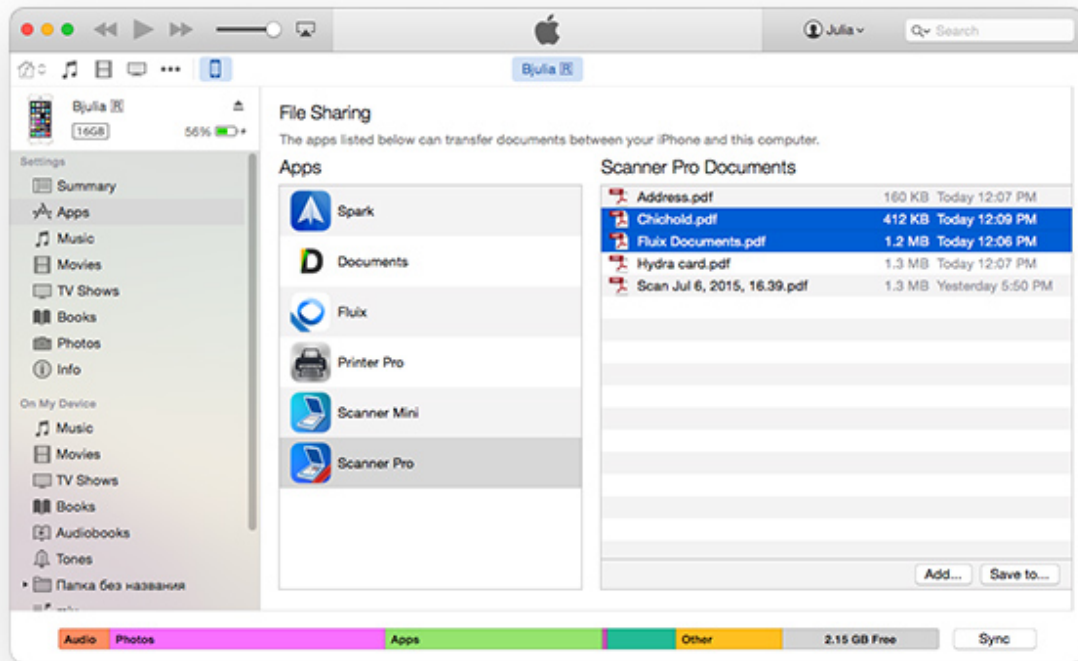 Julia
Search
Bjulia
Bjulia
16GB
56%
Settings
Summary
Apps
Music
Movies
TV Shows
Books
Photos
Info
On My Device
Music
Movies
TV Shows
Books
Audiobooks
Tones
Папка без названия
File Sharing
The apps listed below can transfer documents between your iPhone and this computer.
Apps
Spark
Documents
Fluix
Printer Pro
Scanner Mini
Scanner Pro
Scanner Pro Documents
Address.pdf 160 KB Today 12:07 PM
Chichold.pdf 412 KB Today 12:09 PM
Fluix Documents.pdf 1.2 MB Today 12:06 PM
Hydra card.pdf 1.3 MB Today 12:07 PM
Scan Jul 6, 2015, 16.39.pdf 1.3 MB Yesterday 5:50 PM
Add... Save to...
Audio Photos Apps Other 2.15 GB Free Sync